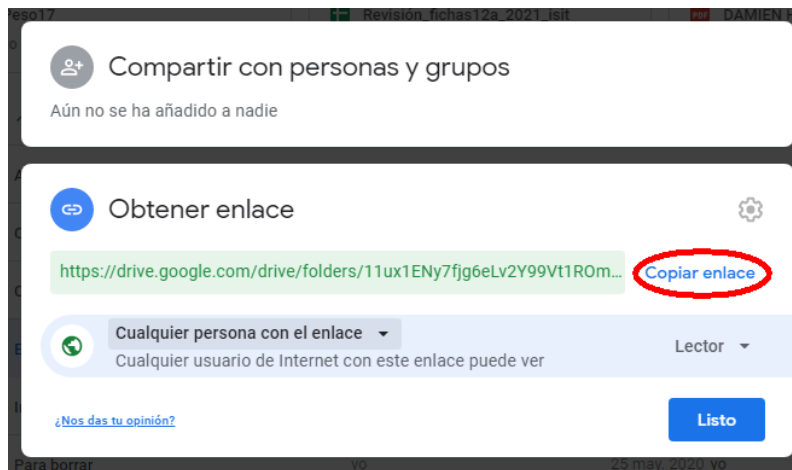 Peso17
Revisión_fichas12a_2021_isit
PDF
DAMIEN H
Compartir con personas y grupos
Aún no se ha añadido a nadie
Obtener enlace
https://drive.google.com/drive/folders/11ux1ENy7fjg6eLv2Y99Vt1ROm...
Copiar enlace
Cualquier persona con el enlace
Cualquier usuario de Internet con este enlace puede ver
Lector
¿Nos das tu opinión?
Listo
Para borrar
yo
25 may. 2020 yo